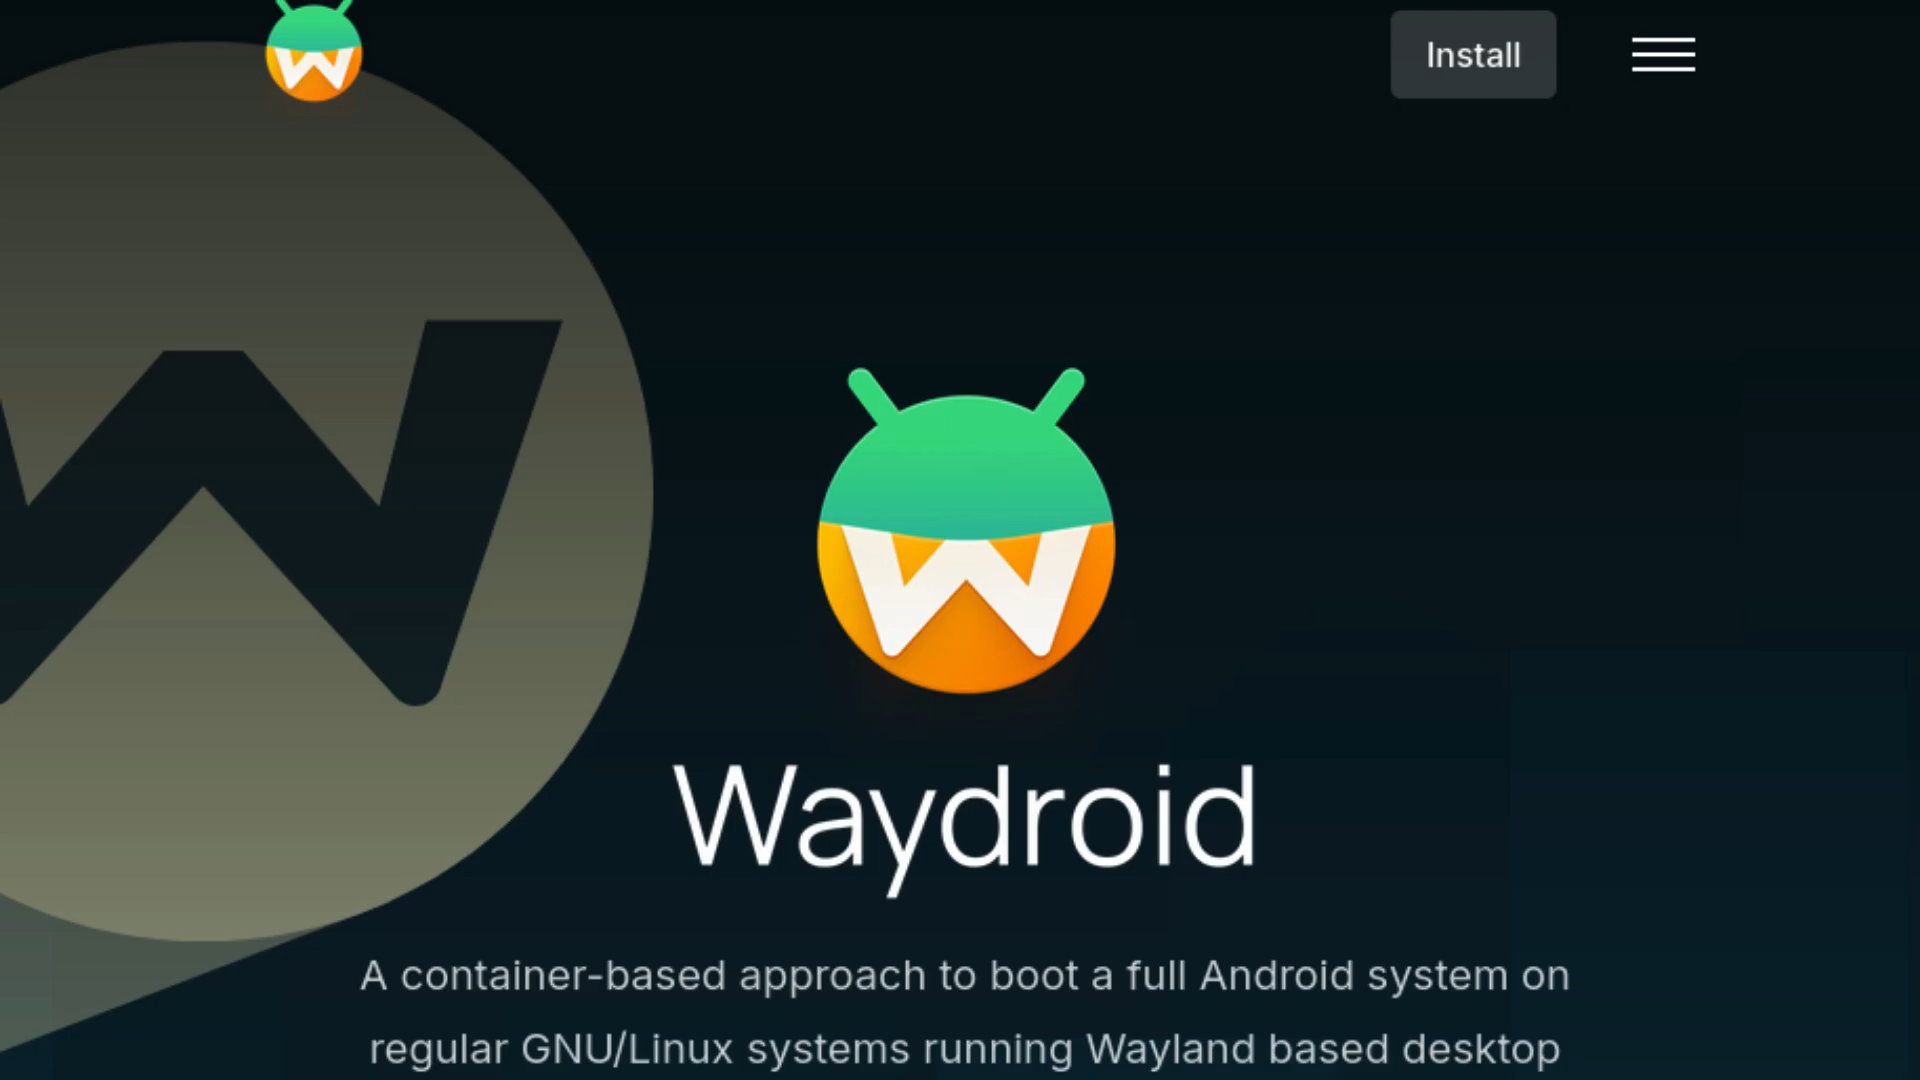 Install
Waydroid
A container-based approach to boot a full Android system on
regular GNU/Linux systems running Wayland based desktop